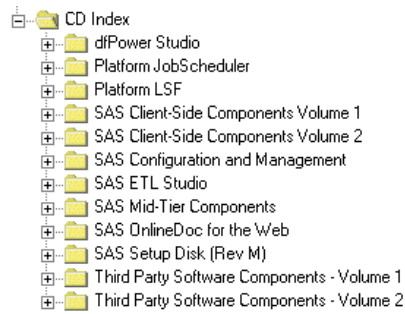 CD Index
dfPower Studio
Platform JobScheduler
Platform LSF
SAS Client-Side Components Volume 1
SAS Client-Side Components Volume 2
SAS Configuration and Management
SAS ETL Studio
SAS Mid-Tier Components
SAS OnlineDoc for the Web
SAS Setup Disk (Rev M)
Third Party Software Components - Volume 1
Third Party Software Components - Volume 2